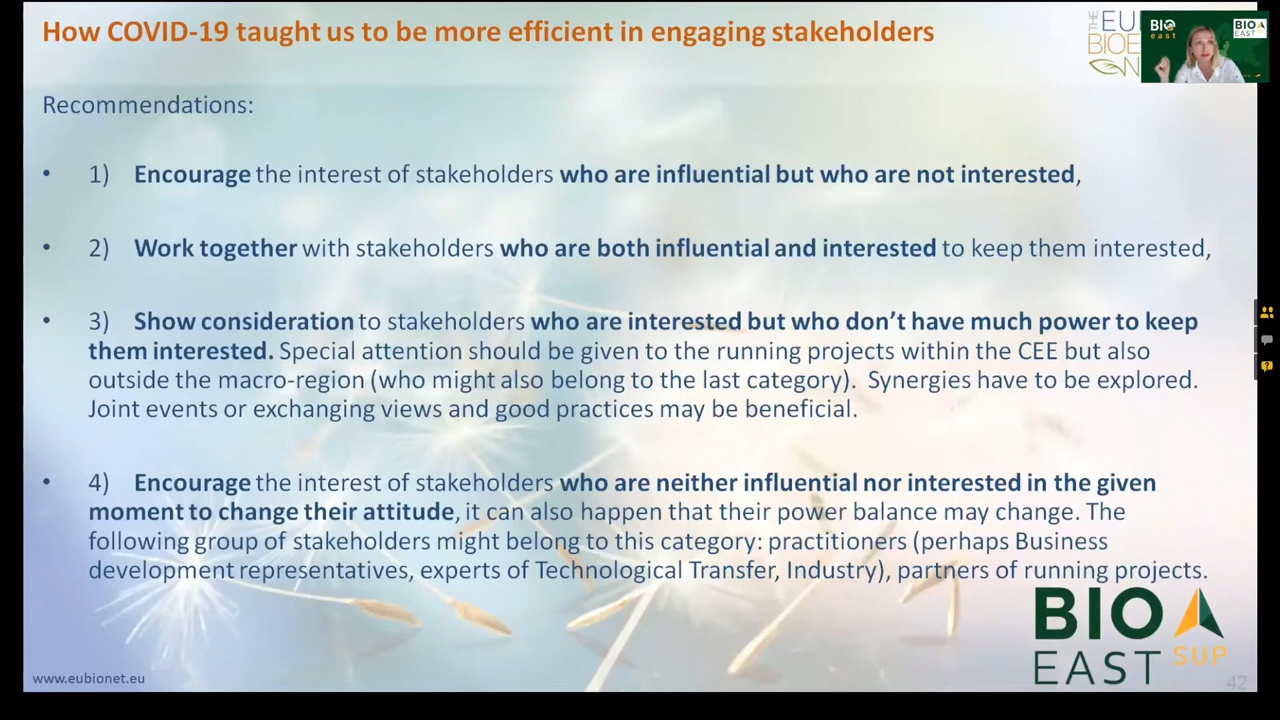 How COVID-19 taught us to be more efficient in engaging stakeholders
THE EU
BIOE
N
BIO
east
BIO
EAST
Recommendations:
• 1) Encourage the interest of stakeholders who are influential but who are not interested,
• 2) Work together with stakeholders who are both influential and interested to keep them interested,
• 3) Show consideration to stakeholders who are interested but who don’t have much power to keep
them interested. Special attention should be given to the running projects within the CEE but also
outside the macro-region (who might also belong to the last category). Synergies have to be explored.
Joint events or exchanging views and good practices may be beneficial.
• 4) Encourage the interest of stakeholders who are neither influential nor interested in the given
moment to change their attitude, it can also happen that their power balance may change. The
following group of stakeholders might belong to this category: practitioners (perhaps Business
development representatives, experts of Technological Transfer, Industry), partners of running projects.
BIO
EAST SUP
www.eubionet.eu
42